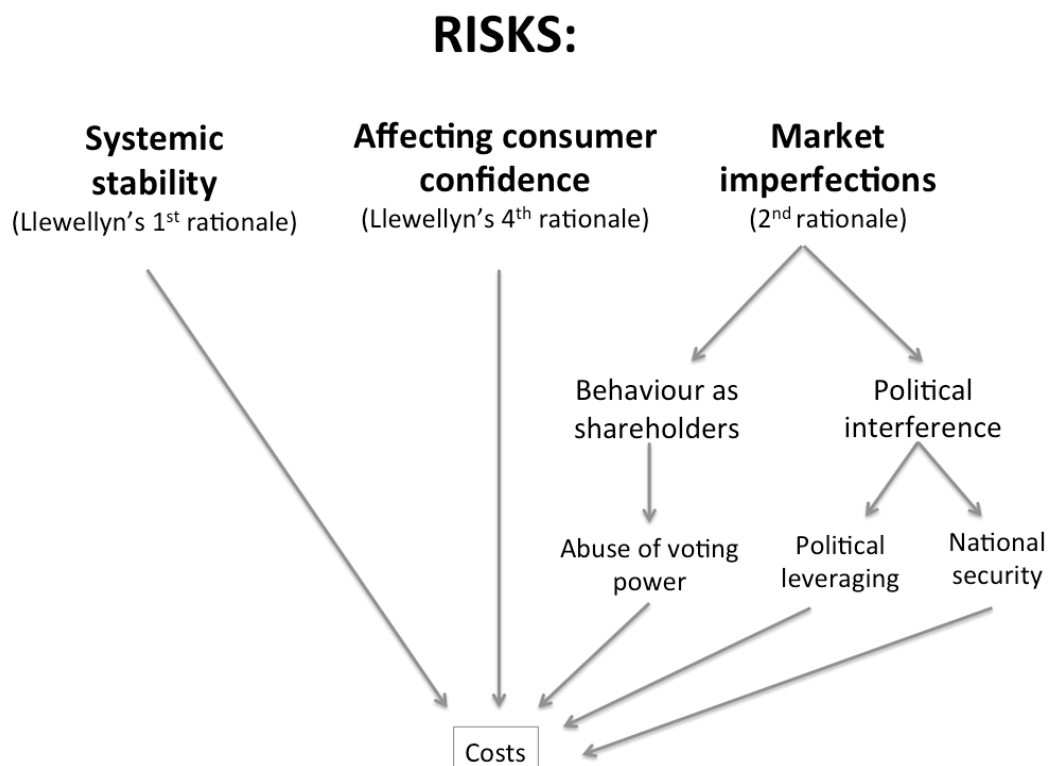 RISKS:
Systemic
stability
(Llewellyn's 1st rationale)
Affecting consumer
confidence
(Llewellyn's 4th rationale)
Market
imperfections
(2nd rationale)
Behaviour as
shareholders
Political
interference
Abuse of voting
power
Political
leveraging
National
security
Costs